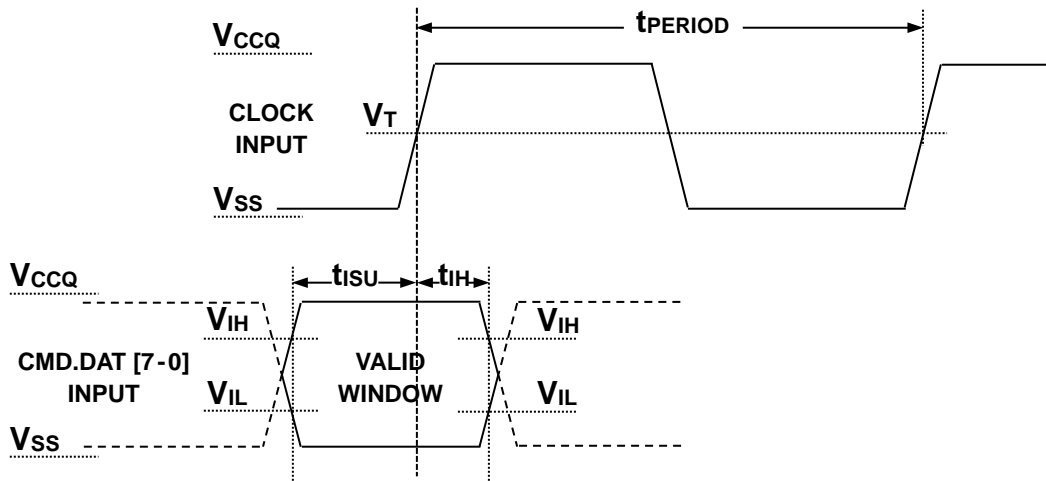 tPERIOD
VCCQ
CLOCK
INPUT
VT
VSS
VCCQ
tISU
tIH
VIH
VIH
CMD.DAT [7-0]
INPUT
VALID
WINDOW
VIL
VIL
VSS